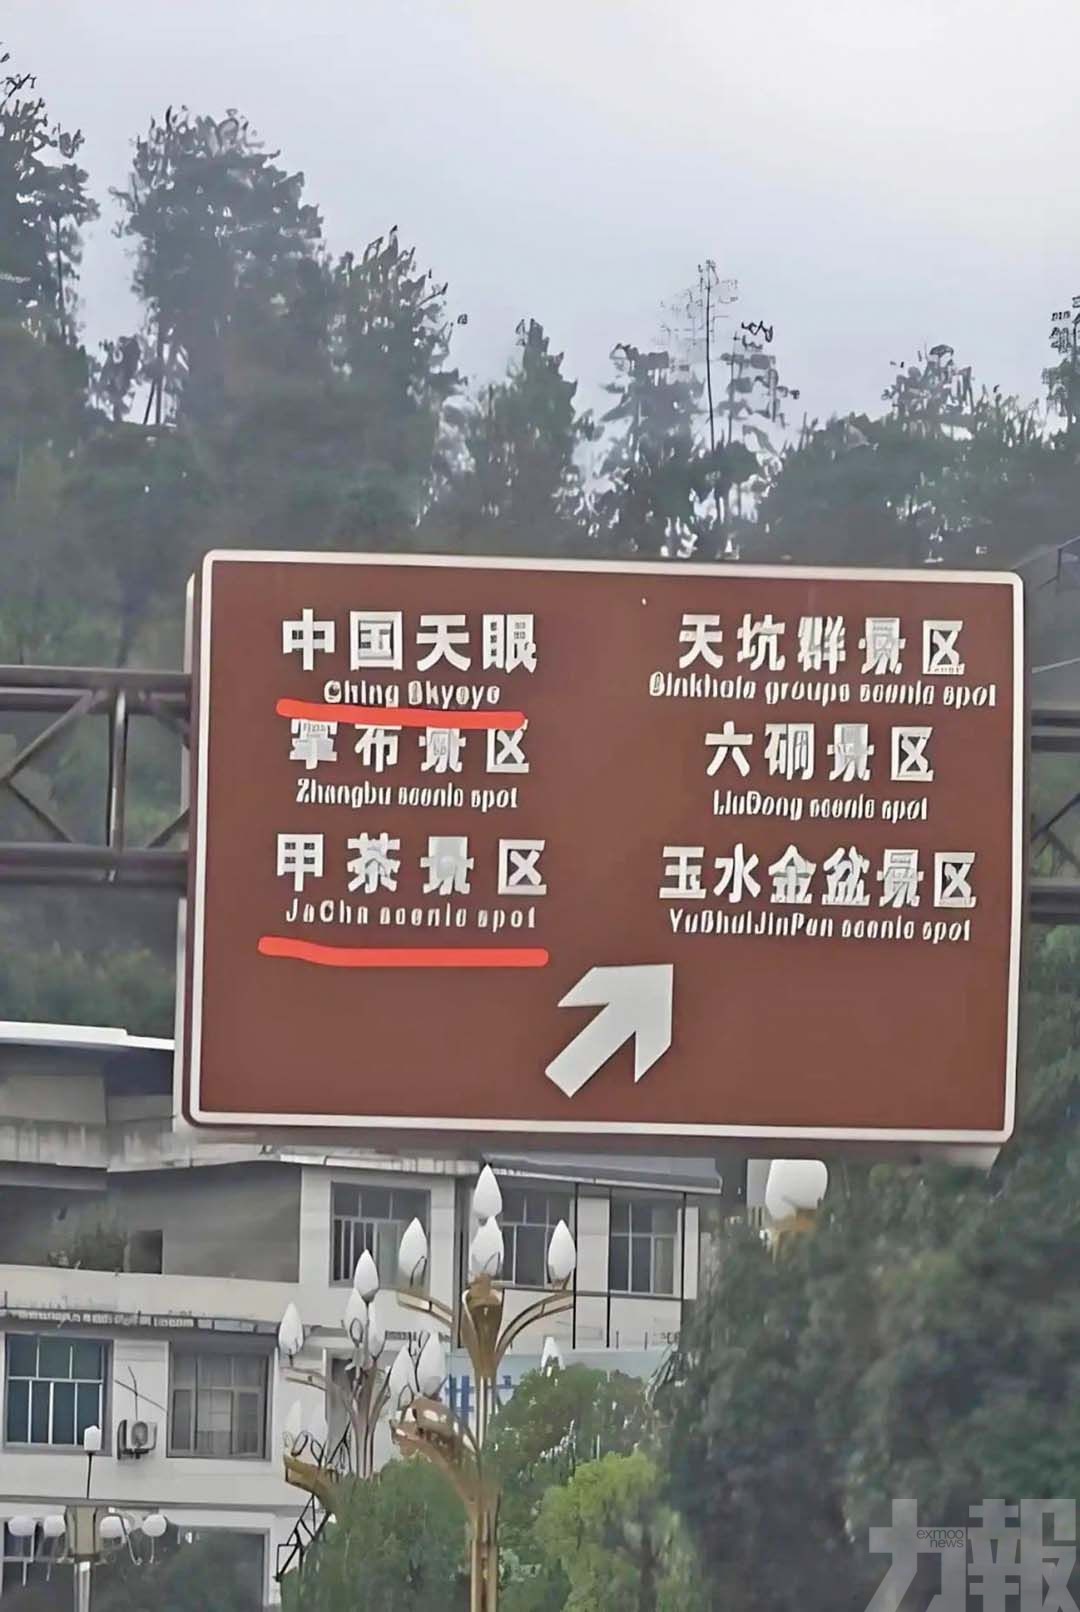 中国天眼
China Skyeye
掌布景区
Zhangbu scenic spot
甲茶景区
JaCha scenic spot
天坑群景区
Sinkhole groups scenic spot
六硐景区
LiuDong scenic spot
玉水金盆景区
YuShuiJinPen scenic spot
力報
exmoo
news